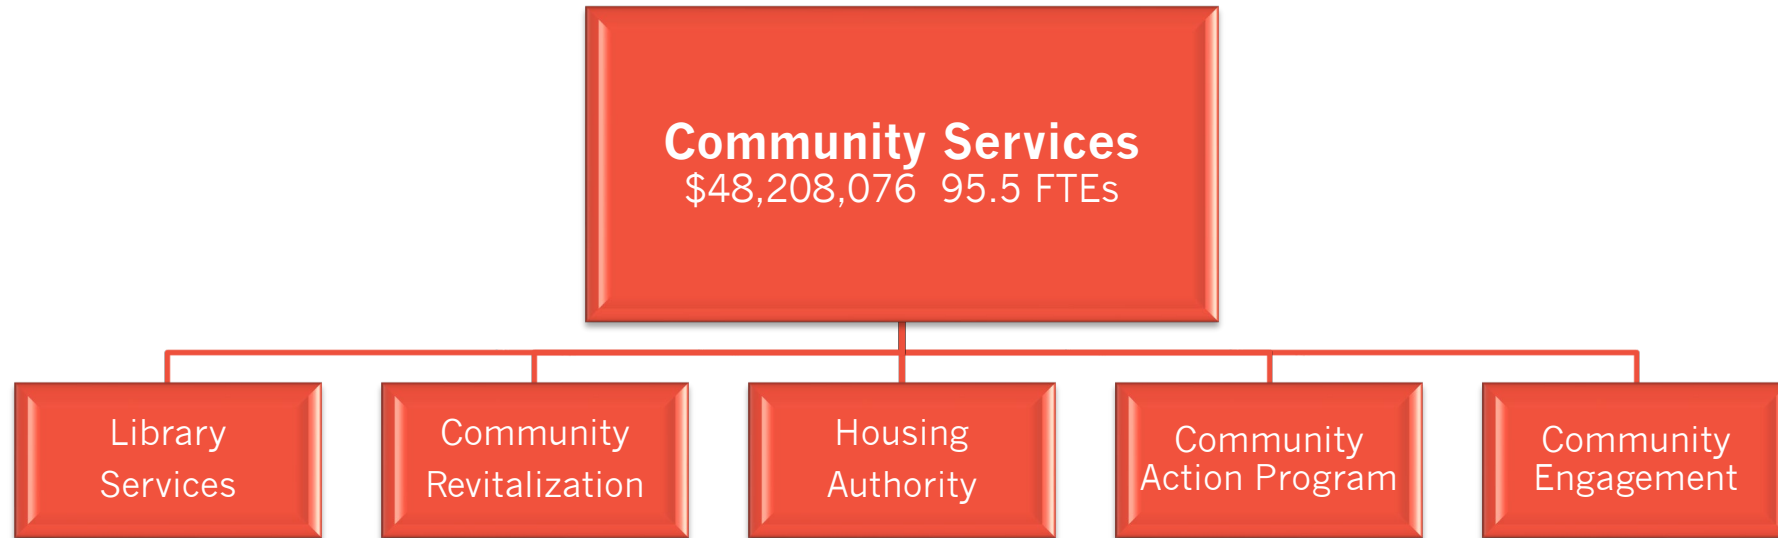 Community Services
$48,208,076  95.5 FTEs
Library
Services
Community
Revitalization
Housing
Authority
Community
Action Program
Community
Engagement